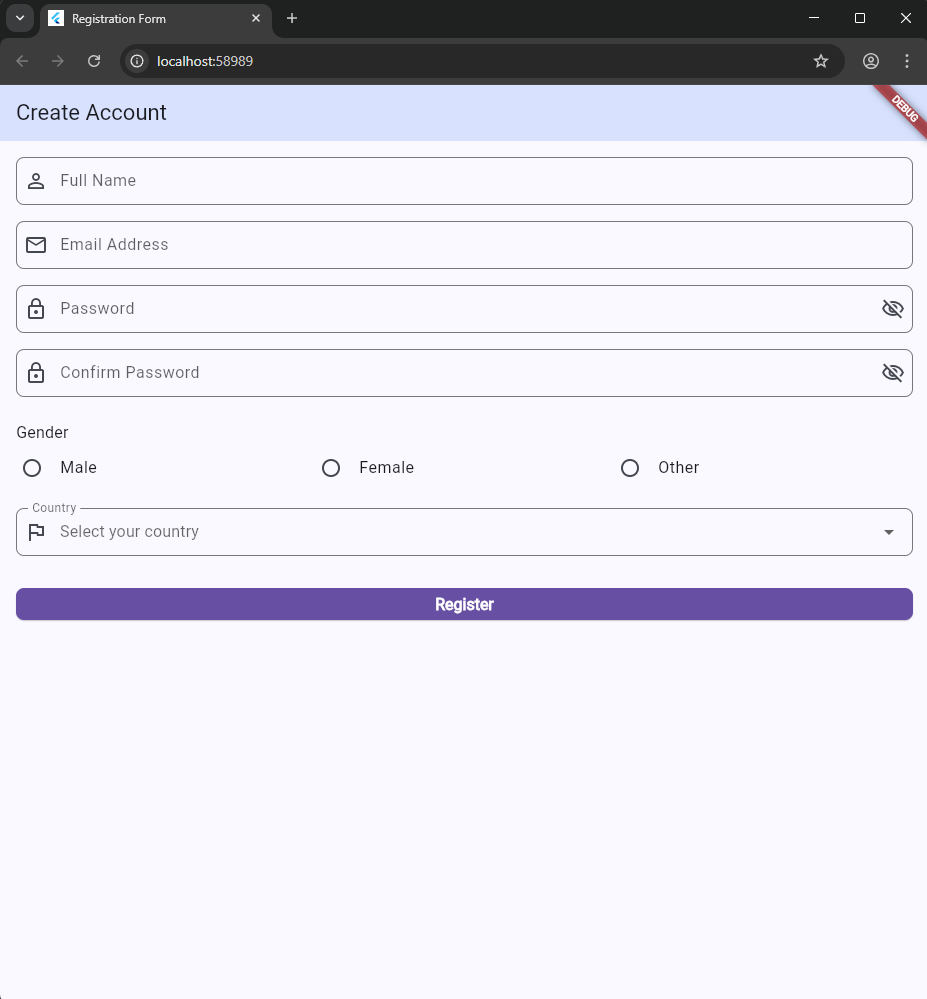 Registration Form
localhost:58989
Create Account
DEBUG
Full Name
Email Address
Password
Confirm Password
Gender
Male Female Other
Country
Select your country
Register